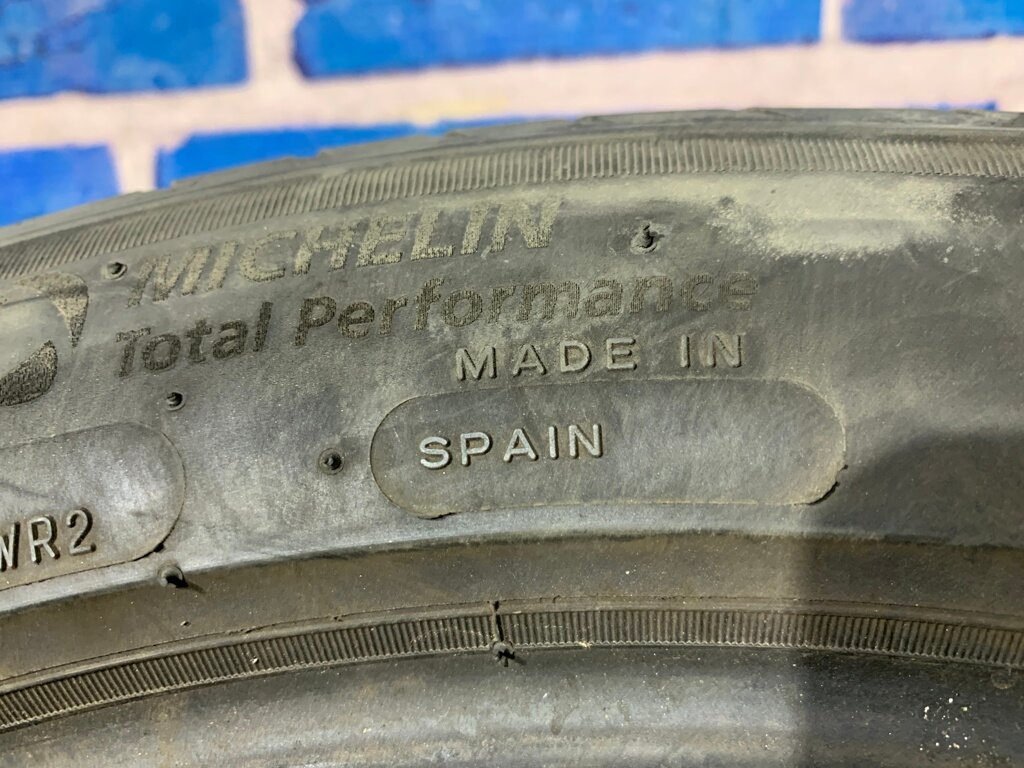 MICHELIN
Total Performance
MADE IN
SPAIN
WR2